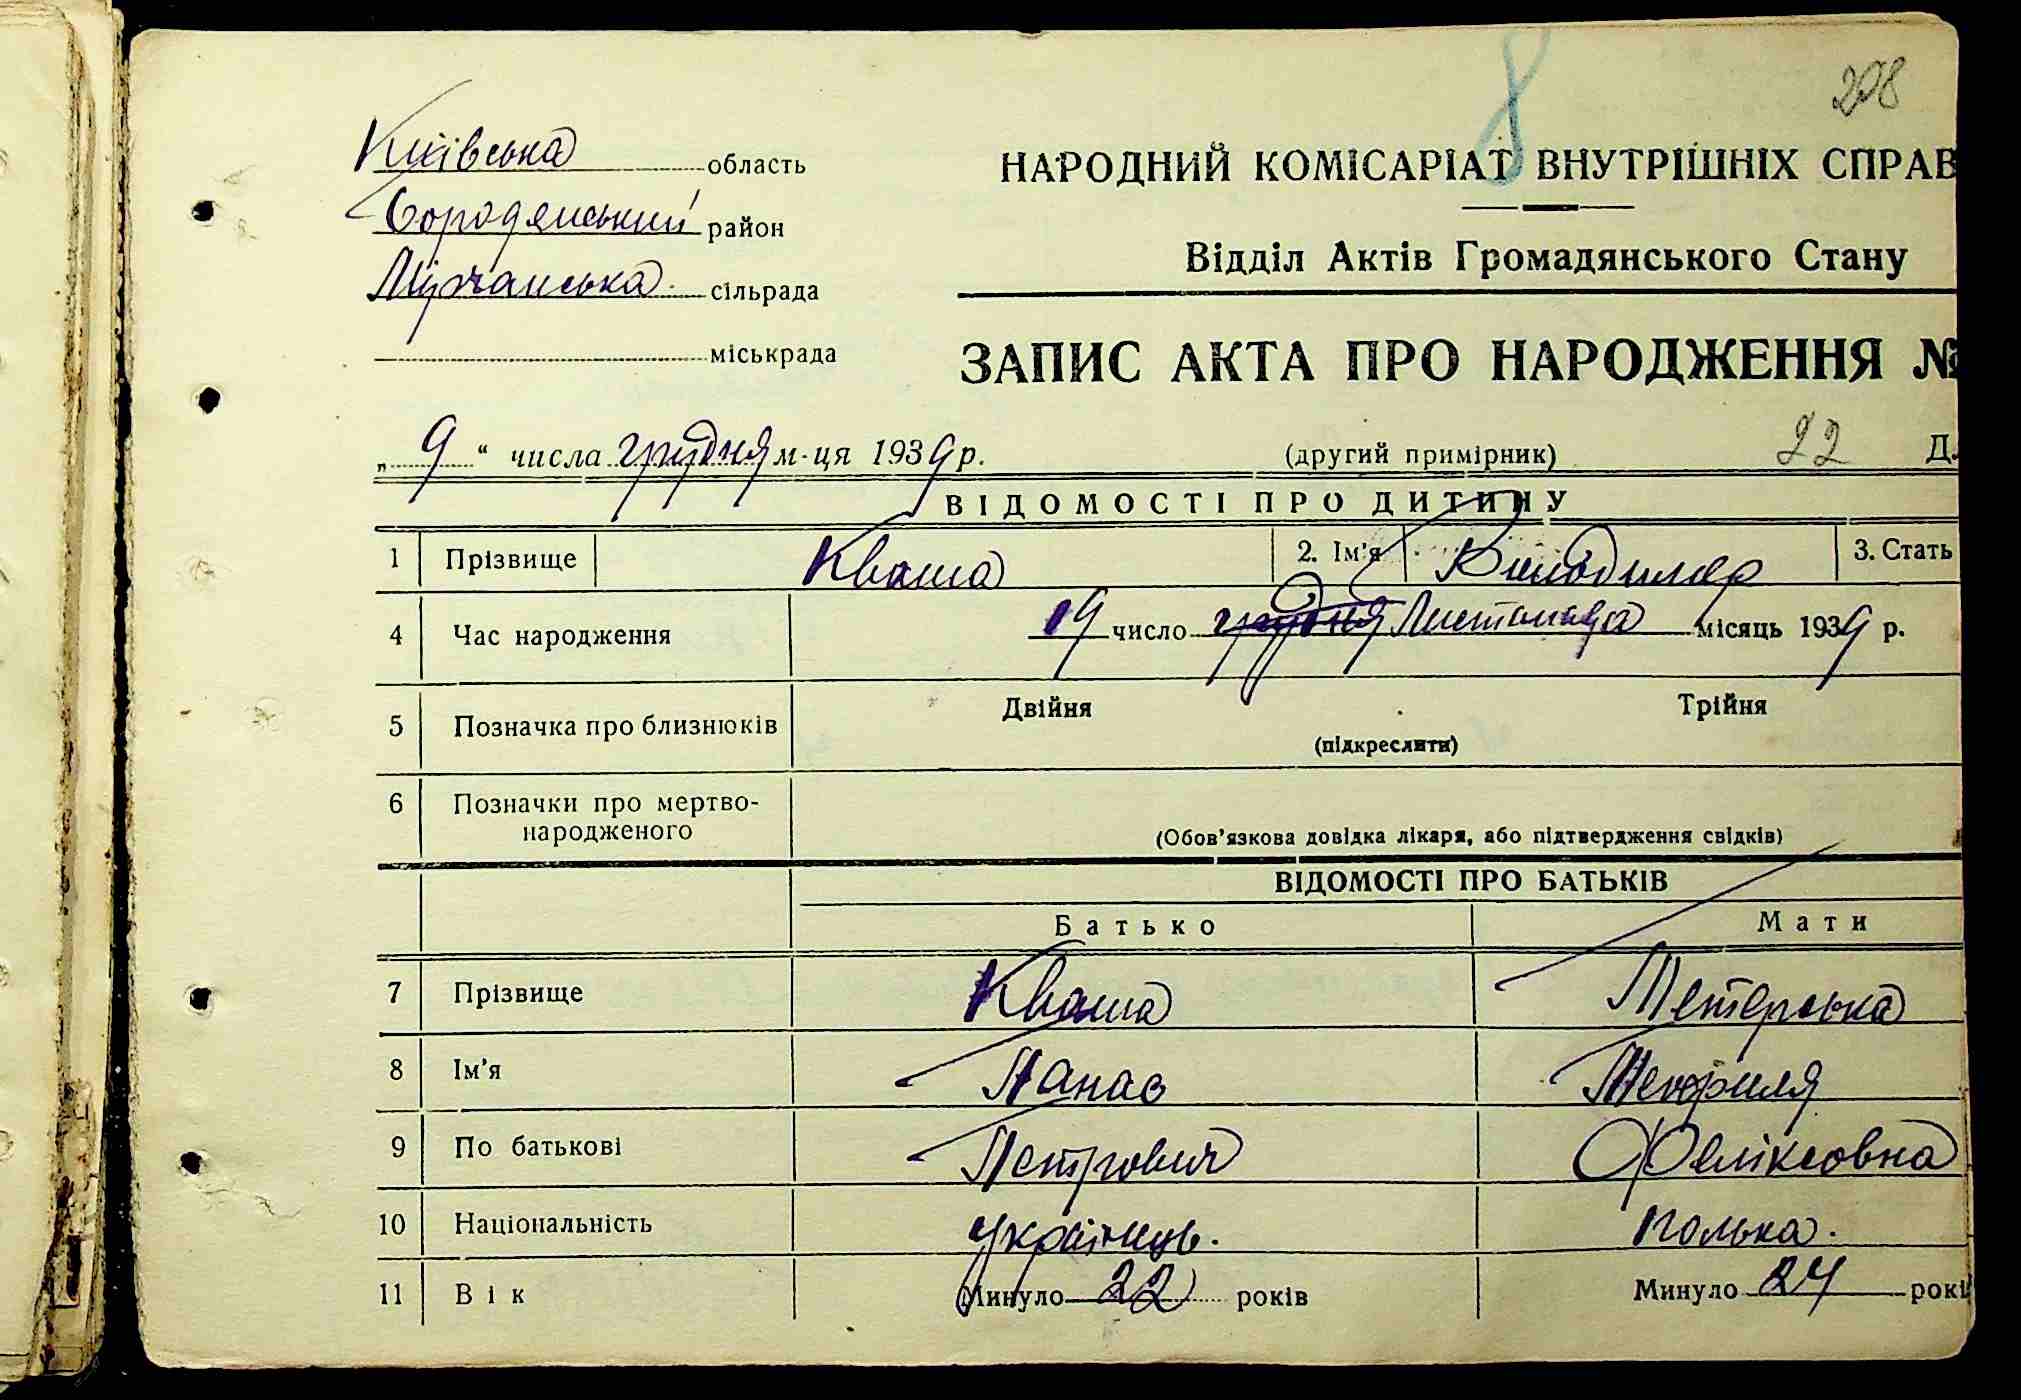 8
208
Київська область
Бородянський район
Мірчанська сільрада
міськрада
НАРОДНИЙ КОМІСАРІАТ ВНУТРІШНІХ СПРАВ
Відділ Актів Громадянського Стану
ЗАПИС АКТА ПРО НАРОДЖЕННЯ №
„ 9 “ числа грудня м-ця 1939 р.
(другий примірник) 22
ВІДОМОСТІ ПРО ДИТИНУ
1 Прізвище Кваша 2. Ім'я Володимер 3. Стать
4 Час народження 19 число грудня Листопада місяць 1939 р.
5 Позначка про близнюків Двійня Трійня
(підкреслити)
6 Позначки про мертво-
народженого
(Обов'язкова довідка лікаря, або підтвердження свідків)
ВІДОМОСТІ ПРО БАТЬКІВ
Батько Мати
7 Прізвище Кваша
8 Ім'я Панас
9 По батькові Петрович Феліксовна
10 Національність українець. полька.
11 Вік Минуло 22 років Минуло 24 рокі